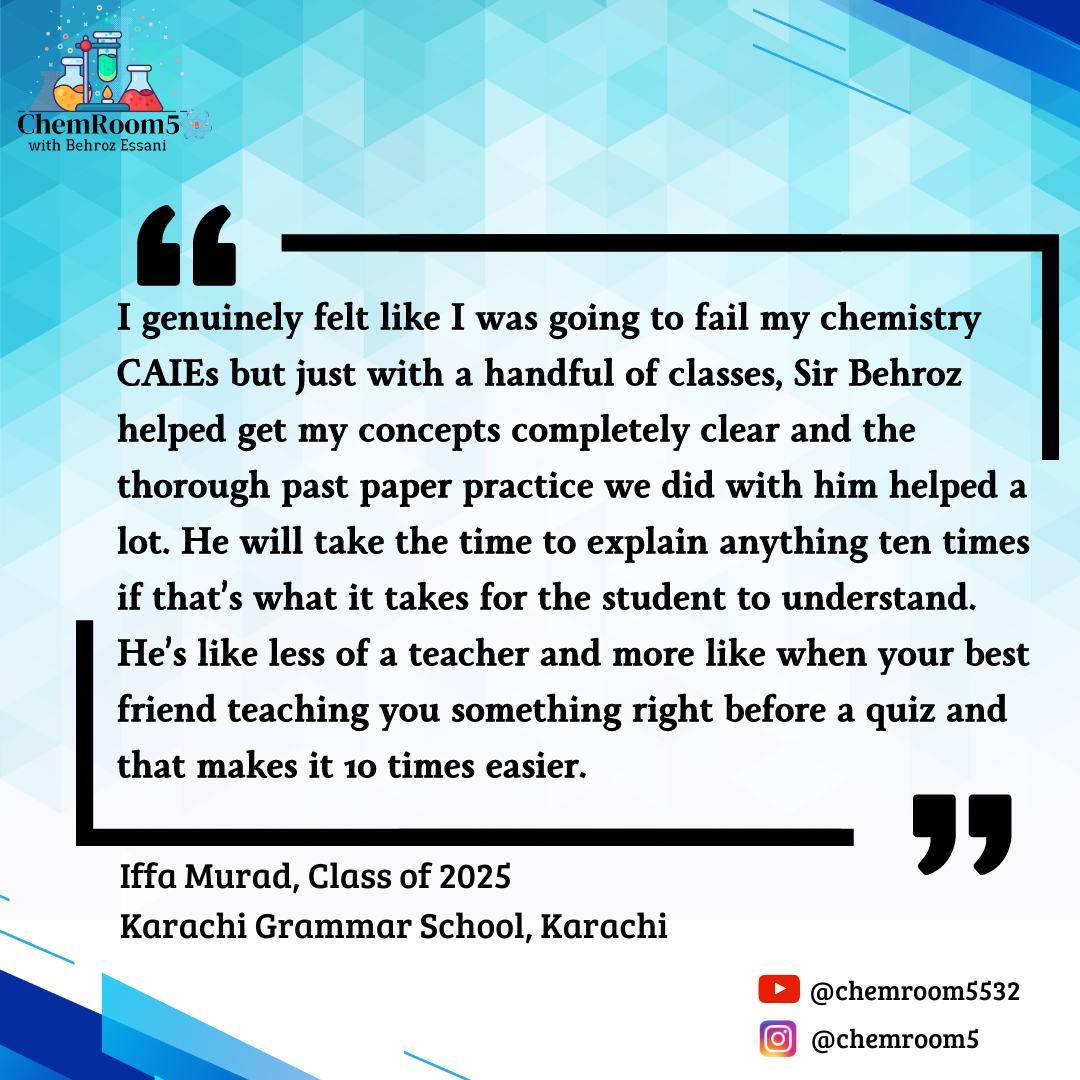 ChemRoom5
with Behroz Essani
“
I genuinely felt like I was going to fail my chemistry
CAIEs but just with a handful of classes, Sir Behroz
helped get my concepts completely clear and the
thorough past paper practice we did with him helped a
lot. He will take the time to explain anything ten times
if that's what it takes for the student to understand.
He's like less of a teacher and more like when your best
friend teaching you something right before a quiz and
that makes it 10 times easier.
”
Iffa Murad, Class of 2025
Karachi Grammar School, Karachi
@chemroom5532
@chemroom5